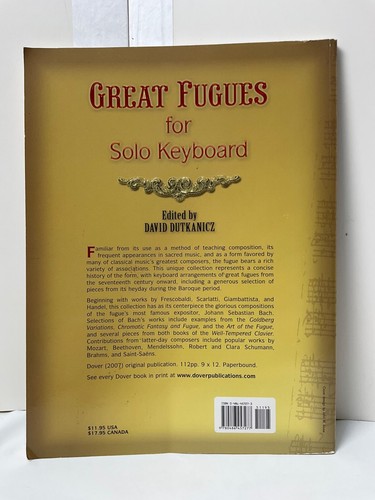 GREAT FUGUES
for
Solo Keyboard
Edited by
DAVID DUTKANICZ
Familiar from its use as a method of teaching composition, its
frequent appearances in sacred music, and as a form favored by
many of classical music's greatest composers, the fugue bears a rich
variety of associations. This unique collection represents a concise
history of the form, with keyboard arrangements of great fugues from
the seventeenth century onward, including a generous selection of
pieces from its heyday during the Baroque period.
Beginning with works by Frescobaldi, Scarlatti, Giambattista, and
Handel, this collection has as its centerpiece the glorious compositions
of the fugue's most famous expositor, Johann Sebastian Bach.
Selections of Bach's works include examples from the Goldberg
Variations, Chromatic Fantasy and Fugue, and the Art of the Fugue,
and several pieces from both books of the Well-Tempered Clavier.
Contributions from latter-day composers include popular works by
Mozart, Beethoven, Mendelssohn, Robert and Clara Schumann,
Brahms, and Saint-Saëns.
Dover (2007) original publication. 112pp. 9 x 12. Paperbound.
See every Dover book in print at www.doverpublications.com
$11.95 USA
$17.95 CANADA